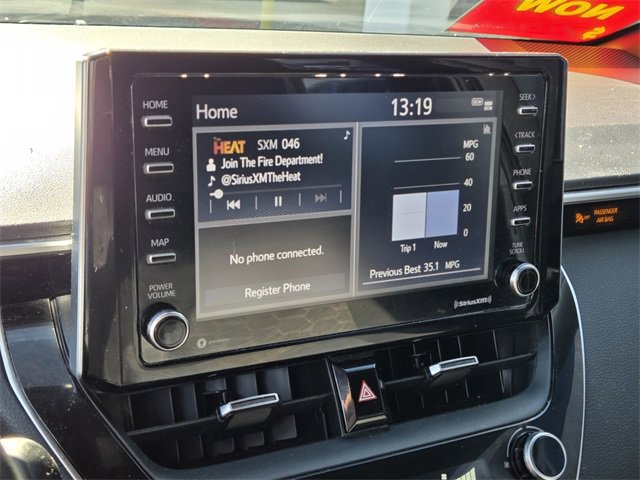 NOW
HOME
MENU
AUDIO
MAP
POWER
VOLUME
Home
13:19
The
HEAT
SXM 046
Join The Fire Department!
@SiriusXMTheHeat
No phone connected.
Register Phone
MPG
60
40
20
0
Trip 1
Now
Previous Best 35.1 MPG
SiriusXM
SEEK>
<TRACK
PHONE
APPS
TUNE
SCROLL
OFF
PASSENGER
AIR BAG